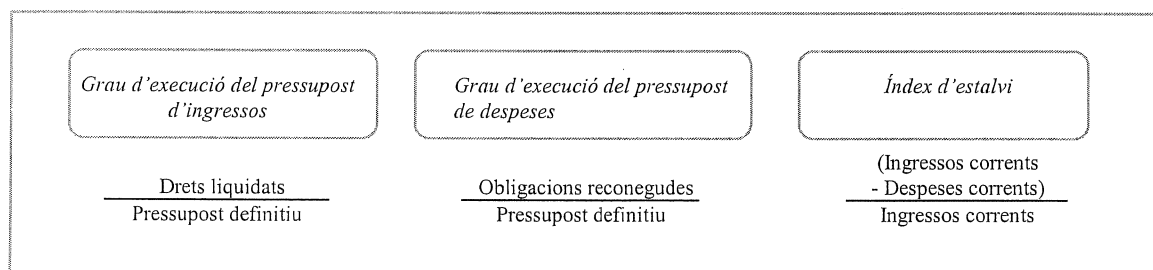 Grau d'execució del pressupost
d'ingressos
Drets liquidats
Pressupost definitiu
Grau d'execució del pressupost
de despeses
Obligacions reconegudes
Pressupost definitiu
Índex d'estalvi
(Ingressos corrents
- Despeses corrents)
Ingressos corrents